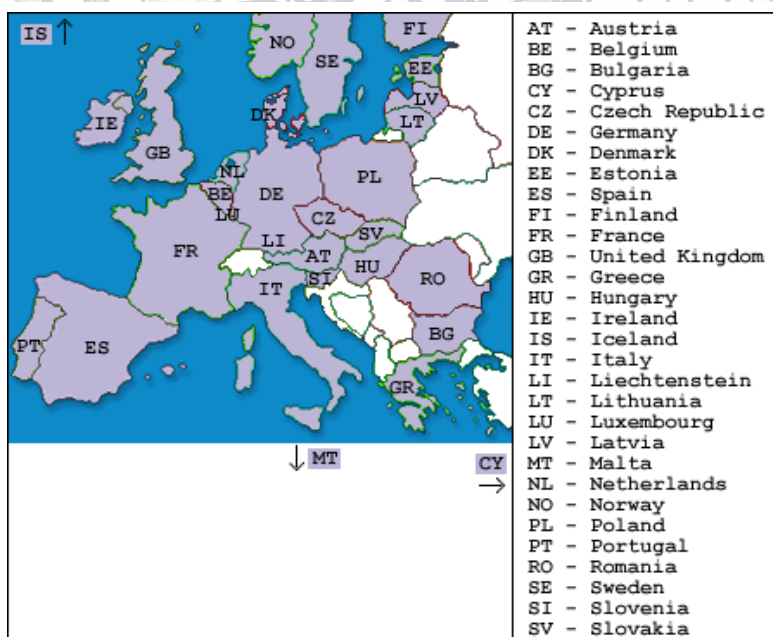 IS
NO
SE
FI
EE
LV
LT
DK
IE
GB
NL
BE
LU
DE
PL
CZ
SV
LI
AT
HU
FR
SI
IT
RO
BG
PT
ES
GR
MT
CY
AT - Austria
BE - Belgium
BG - Bulgaria
CY - Cyprus
CZ - Czech Republic
DE - Germany
DK - Denmark
EE - Estonia
ES - Spain
FI - Finland
FR - France
GB - United Kingdom
GR - Greece
HU - Hungary
IE - Ireland
IS - Iceland
IT - Italy
LI - Liechtenstein
LT - Lithuania
LU - Luxembourg
LV - Latvia
MT - Malta
NL - Netherlands
NO - Norway
PL - Poland
PT - Portugal
RO - Romania
SE - Sweden
SI - Slovenia
SV - Slovakia